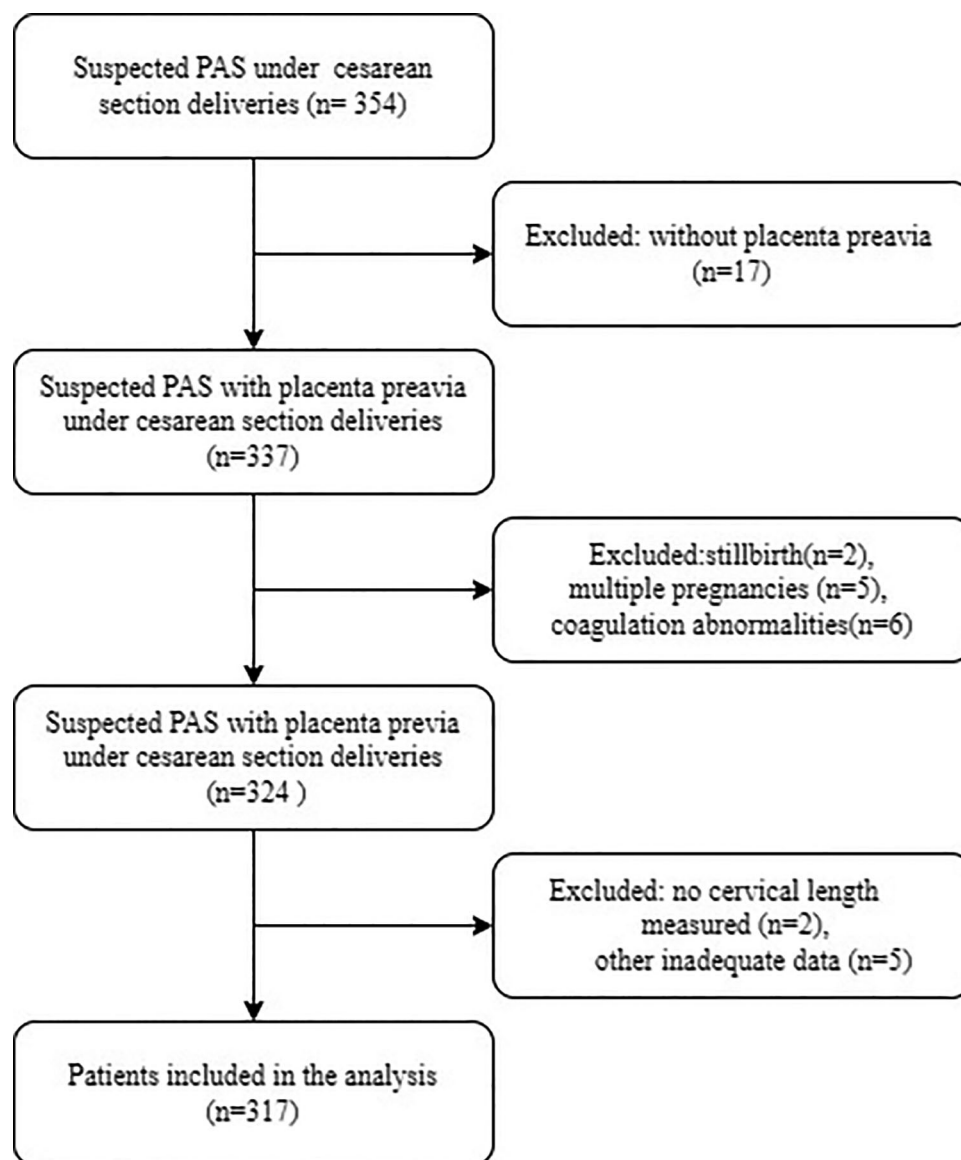 Suspected PAS under cesarean
section deliveries (n= 354)
Excluded: without placenta preavia
(n=17)
Suspected PAS with placenta preavia
under cesarean section deliveries
(n=337)
Excluded:stillbirth(n=2),
multiple pregnancies (n=5),
coagulation abnormalities(n=6)
Suspected PAS with placenta previa
under cesarean section deliveries
(n=324 )
Excluded: no cervical length
measured (n=2),
other inadequate data (n=5)
Patients included in the analysis
(n=317)